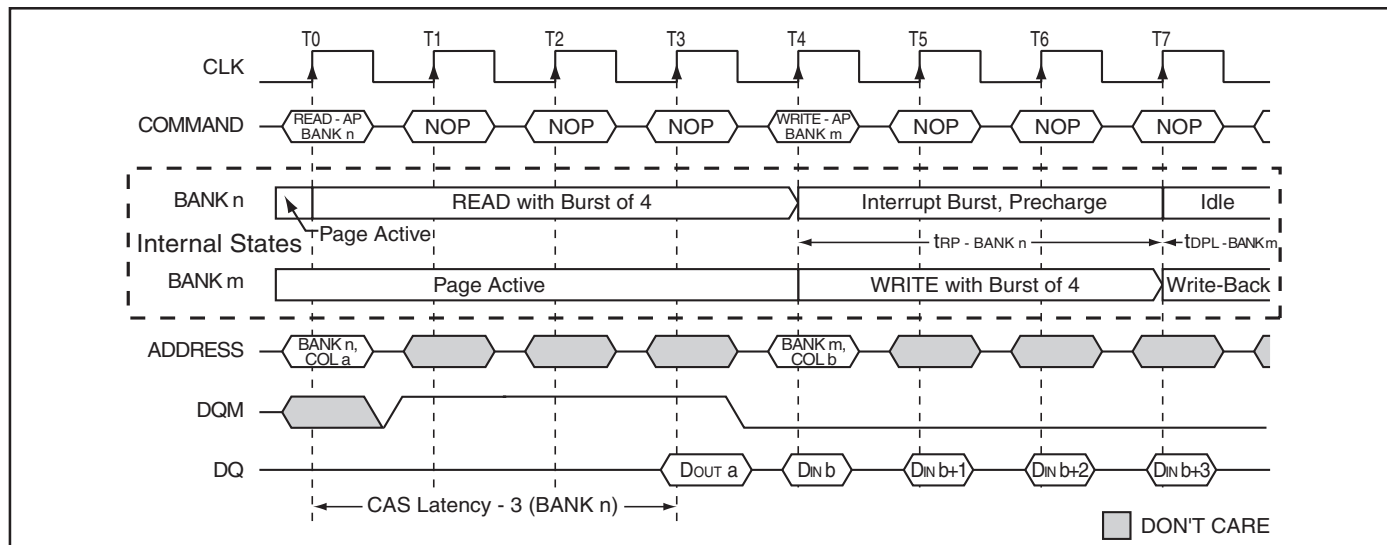 T0 T1 T2 T3 T4 T5 T6 T7
CLK
COMMAND READ - AP BANK n NOP NOP NOP WRITE - AP BANK m NOP NOP NOP
BANK n READ with Burst of 4 Interrupt Burst, Precharge Idle
Page Active
Internal States
tRP - BANK n tDPL - BANK m
BANK m Page Active WRITE with Burst of 4 Write-Back
ADDRESS BANK n, COL a BANK m, COL b
DQM
DQ DOUT a DIN b DIN b+1 DIN b+2 DIN b+3
CAS Latency - 3 (BANK n)
DON'T CARE